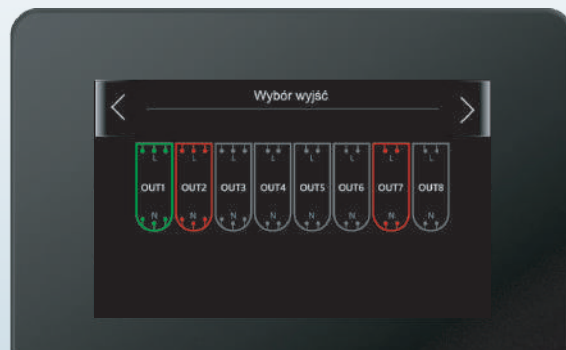 Wybór wyjść
L L L L L L L L
OUT1 OUT2 OUT3 OUT4 OUT5 OUT6 OUT7 OUT8
N N N N N N N N